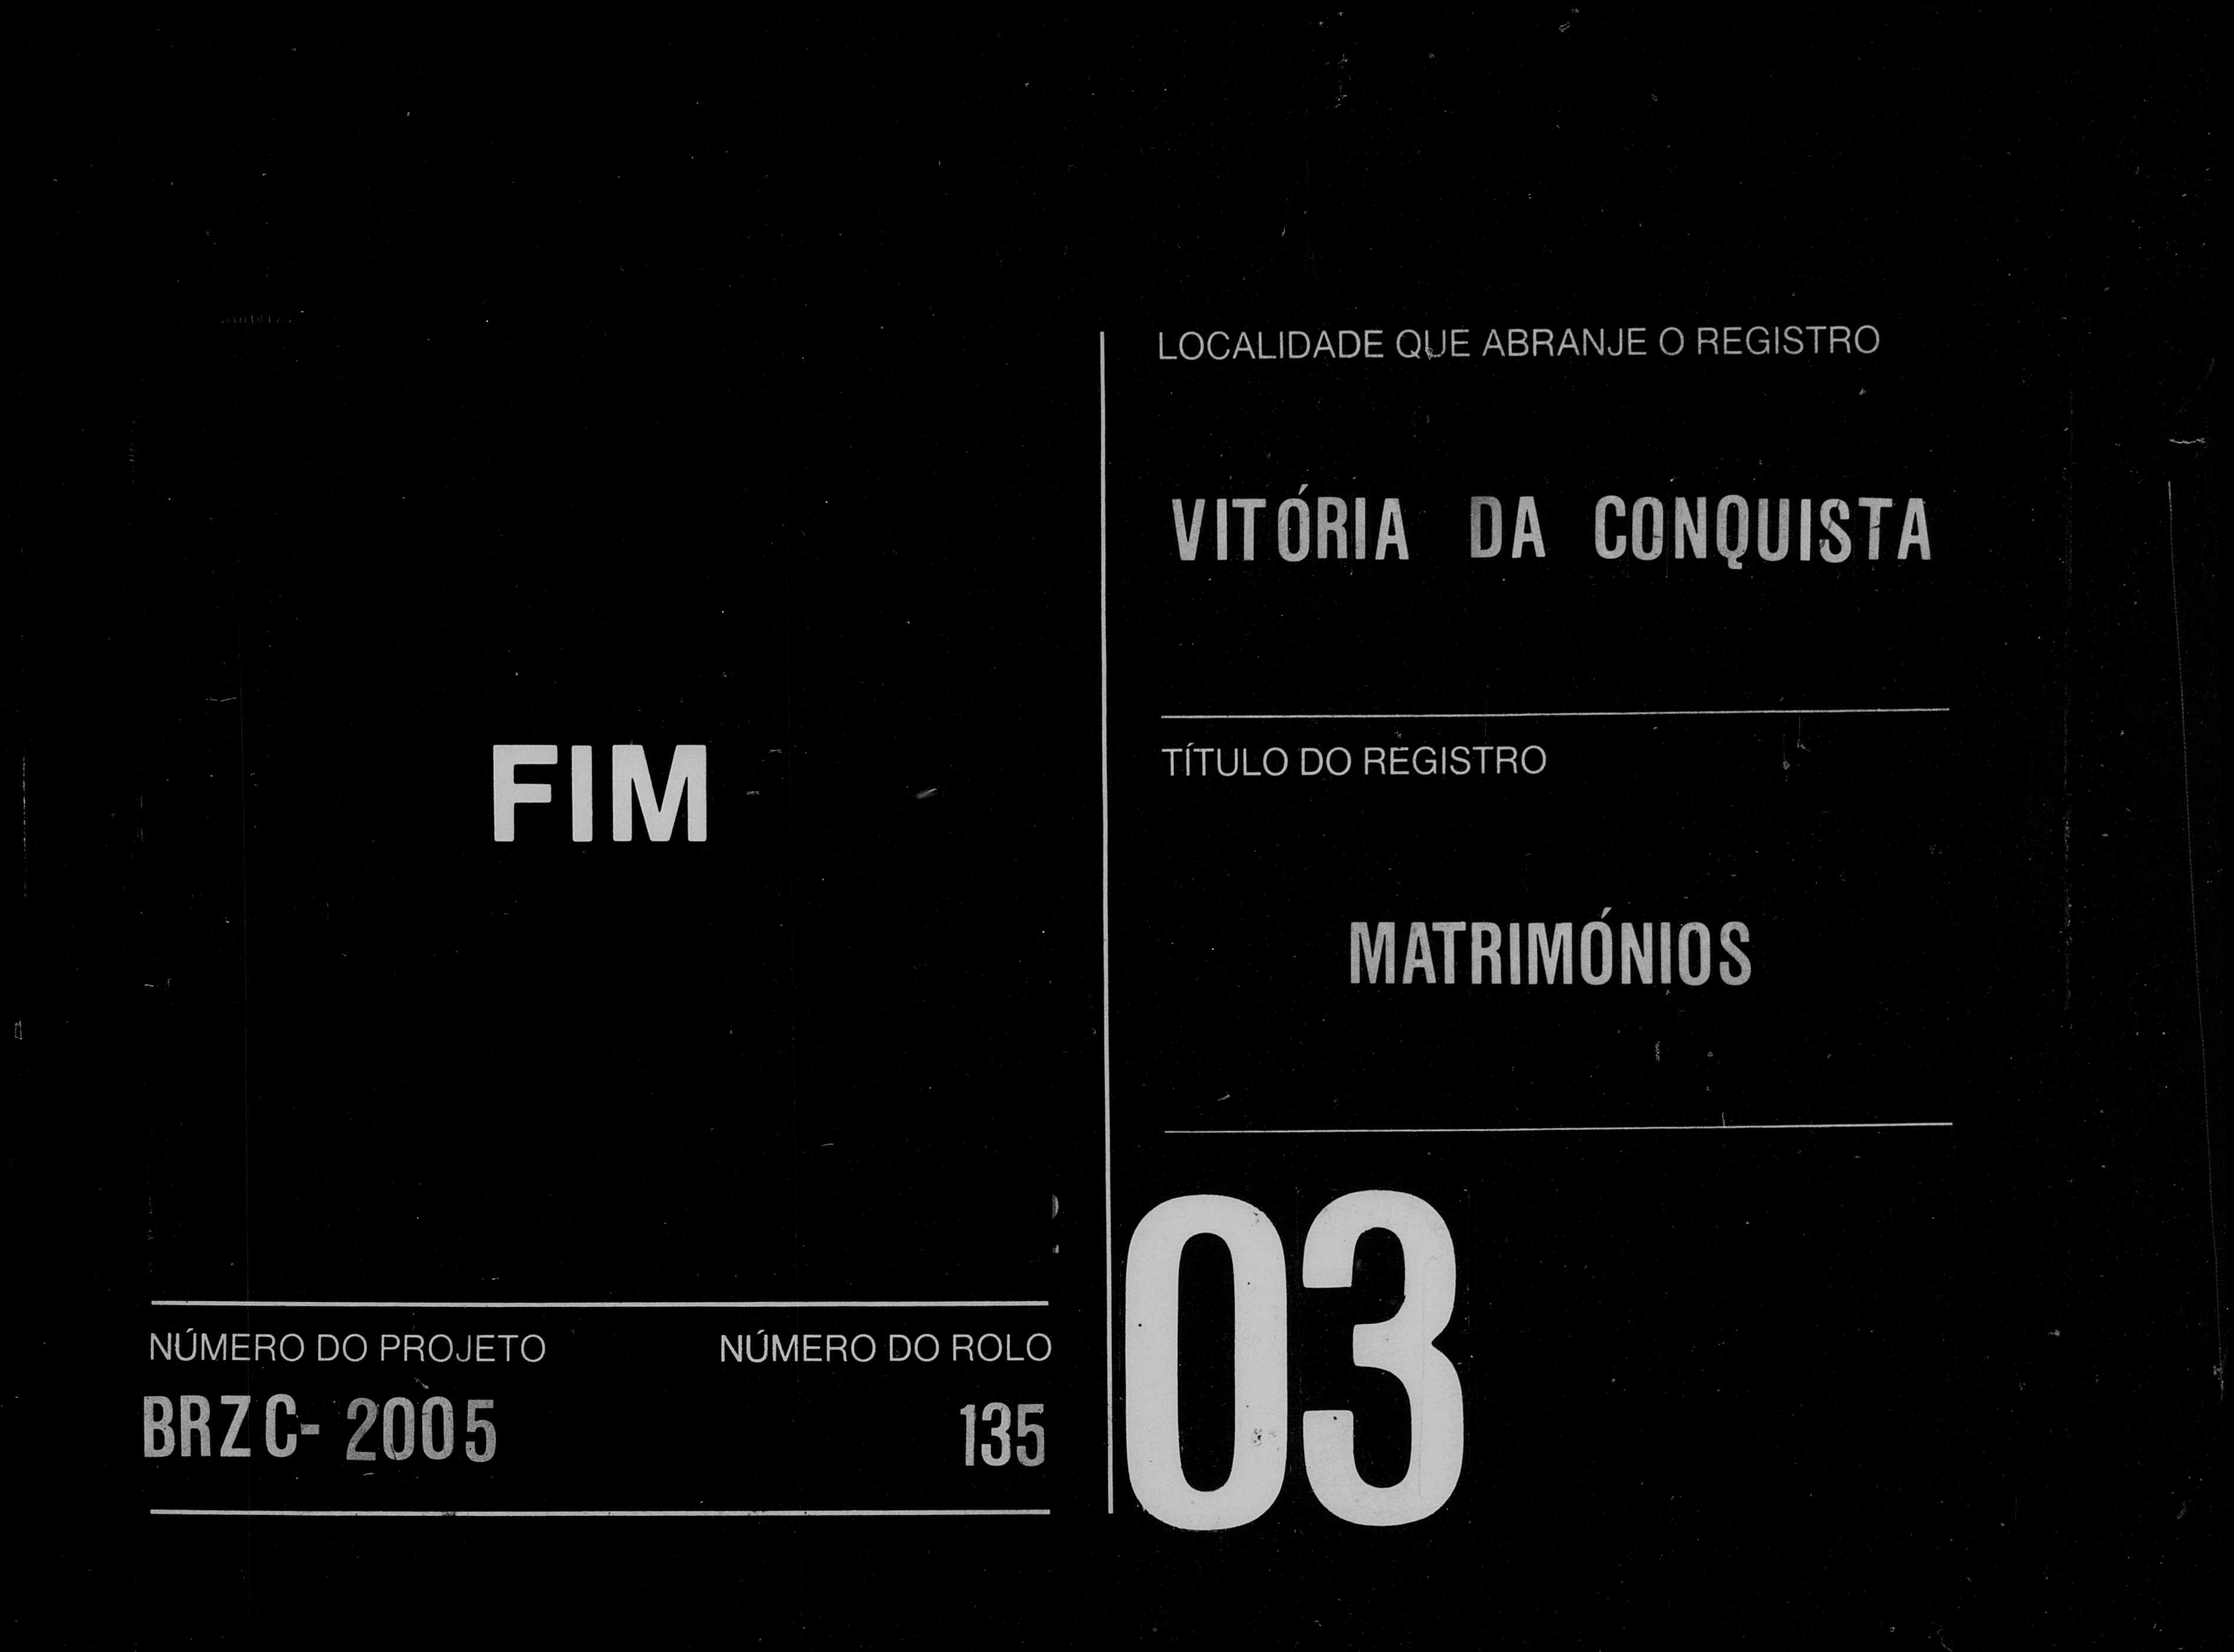 FIM
NÚMERO DO PROJETO
BRZC-2005
NÚMERO DO ROLO
135
LOCALIDADE QUE ABRANJE O REGISTRO
VITÓRIA DA CONQUISTA
TÍTULO DO REGISTRO
MATRIMÓNIOS
03